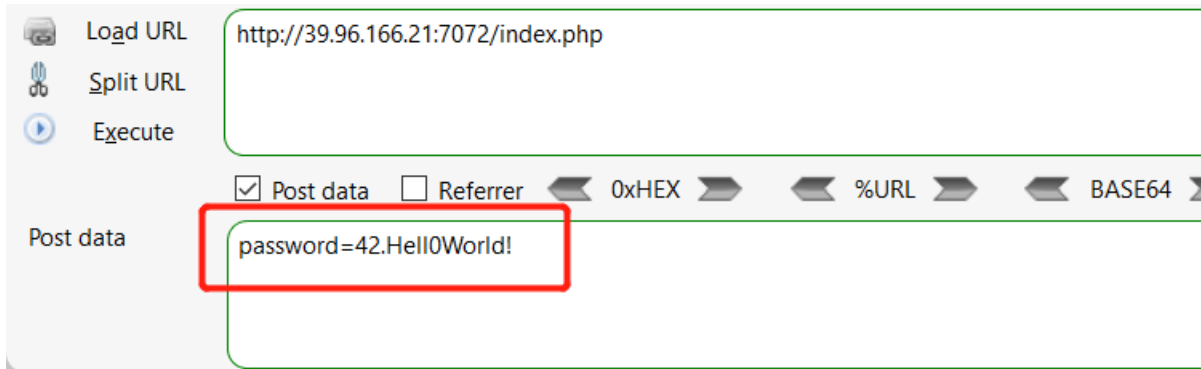 Load URL
http://39.96.166.21:7072/index.php
Split URL
Execute
Post data Referrer 0xHEX %URL BASE64
Post data
password=42.Hell0World!